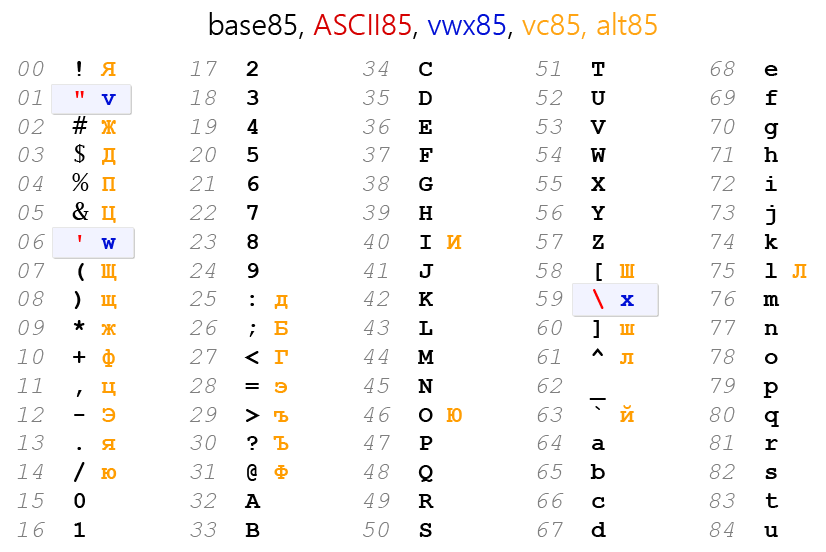 base85, ASCII85, vwx85, vc85, alt85
00 ! Я 17 2 34 C 51 T 68 e
01 " v 18 3 35 D 52 U 69 f
02 # Ж 19 4 36 E 53 V 70 g
03 $ Д 20 5 37 F 54 W 71 h
04 % П 21 6 38 G 55 X 72 i
05 & Ц 22 7 39 H 56 Y 73 j
06 ' w 23 8 40 I И 57 Z 74 k
07 ( Щ 24 9 41 J 58 [ Ш 75 l Л
08 ) щ 25 : д 42 K 59 \ x 76 m
09 * ж 26 ; Б 43 L 60 ] ш 77 n
10 + ф 27 < Г 44 M 61 ^ л 78 o
11 , ц 28 = э 45 N 62 _ 79 p
12 - Э 29 > ъ 46 O Ю 63 ` й 80 q
13 . я 30 ? Ъ 47 P 64 a 81 r
14 / ю 31 @ Ф 48 Q 65 b 82 s
15 0 32 A 49 R 66 c 83 t
16 1 33 B 50 S 67 d 84 u